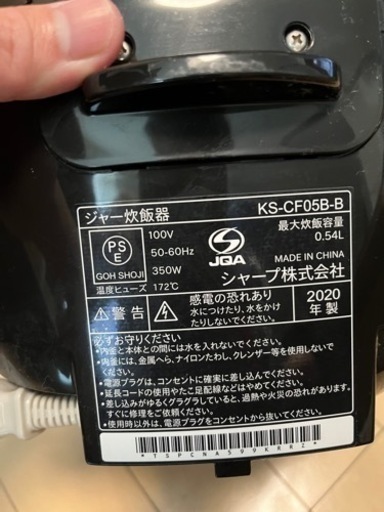 ジャー炊飯器
KS-CF05B-B
PS
E
GOH SHOJI
100V
50-60Hz
350W
温度ヒューズ 172℃
JQA
最大炊飯容量
0.54L
MADE IN CHINA
シャープ株式会社
警告
感電の恐れあり
水につけたり、水をかけ
たりしないでください。
2020
年製
必ずお守りください
・内釜と本体との間には水を入れないでください。
・内釜には、金属へら、ナイロンたわし、クレンザー等を使用しな
いでください。
・電源プラグは、コンセントに確実に差し込んでください。
・延長コードの使用やたこ足配線などはやめてください。
・差し込みがゆるくグラグラしているときは、過熱や火災の恐れがあります。
すぐに修理をご依頼ください。
・使用時以外は、電源プラグをコンセントから抜いてください。